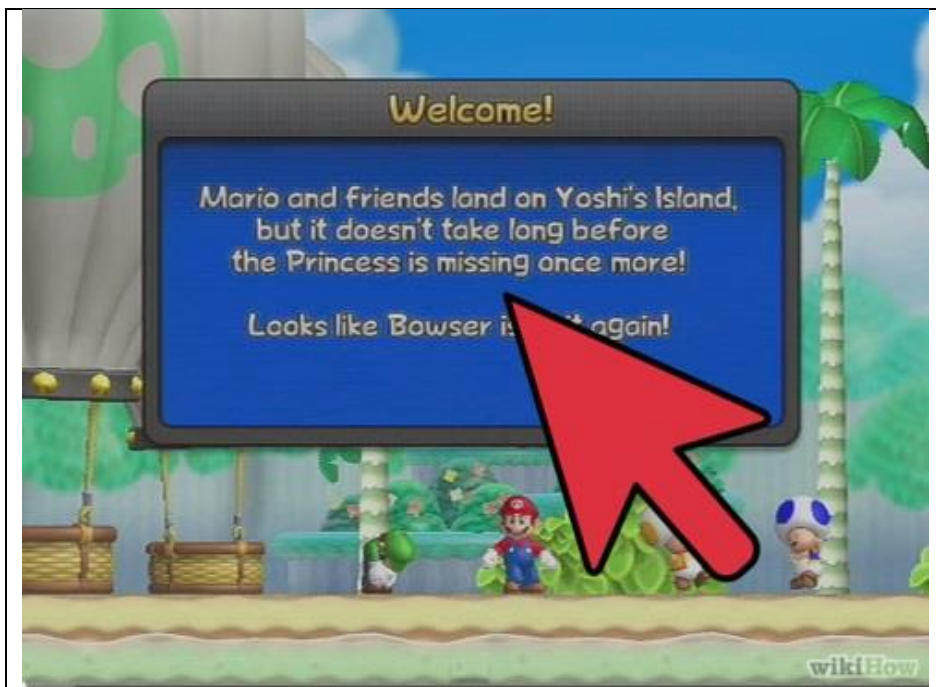 Welcome!
Mario and friends land on Yoshi's Island,
but it doesn't take long before
the Princess is missing once more!
Looks like Bowser is it again!
wikiHow